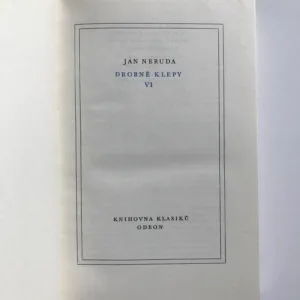 JAN NERUDA
DROBNÉ KLEPY
VI
KNIHOVNA KLASIKŮ
ODEON